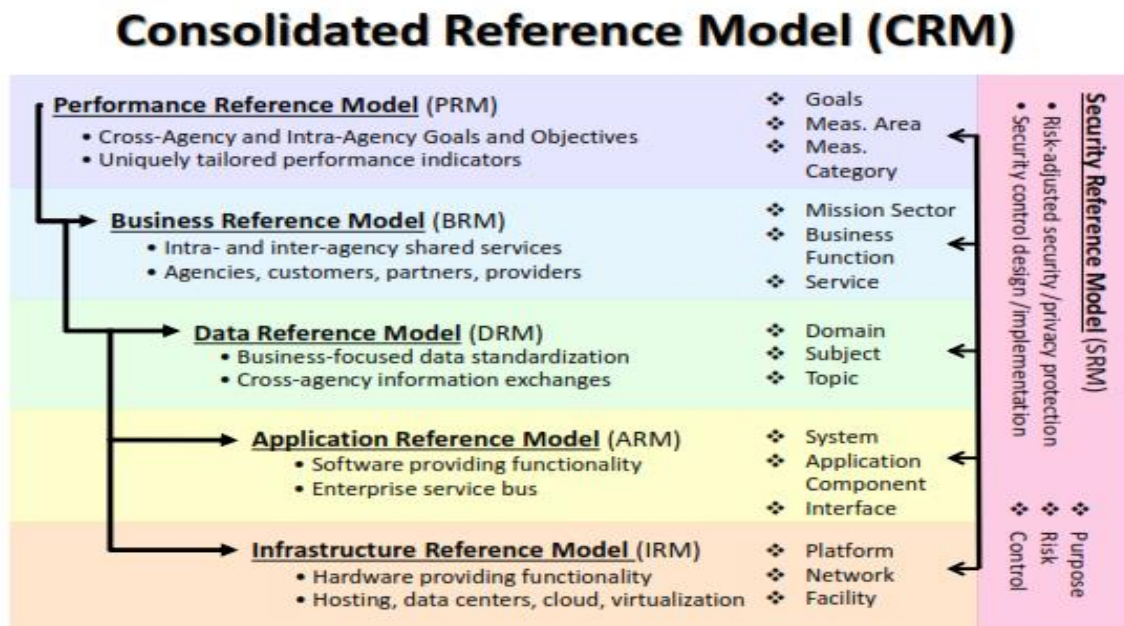 Consolidated Reference Model (CRM)
Performance Reference Model (PRM)
• Cross-Agency and Intra-Agency Goals and Objectives
• Uniquely tailored performance indicators
❖ Goals
❖ Meas. Area
❖ Meas.
Category
Business Reference Model (BRM)
• Intra- and inter-agency shared services
• Agencies, customers, partners, providers
❖ Mission Sector
❖ Business
Function
❖ Service
Data Reference Model (DRM)
• Business-focused data standardization
• Cross-agency information exchanges
❖ Domain
❖ Subject
❖ Topic
Application Reference Model (ARM)
• Software providing functionality
• Enterprise service bus
❖ System
❖ Application
Component
❖ Interface
Infrastructure Reference Model (IRM)
• Hardware providing functionality
• Hosting, data centers, cloud, virtualization
❖ Platform
❖ Network
❖ Facility
Security Reference Model (SRM)
• Risk-adjusted security/privacy protection
• Security control design/implementation
❖ Purpose
❖ Risk
❖ Control